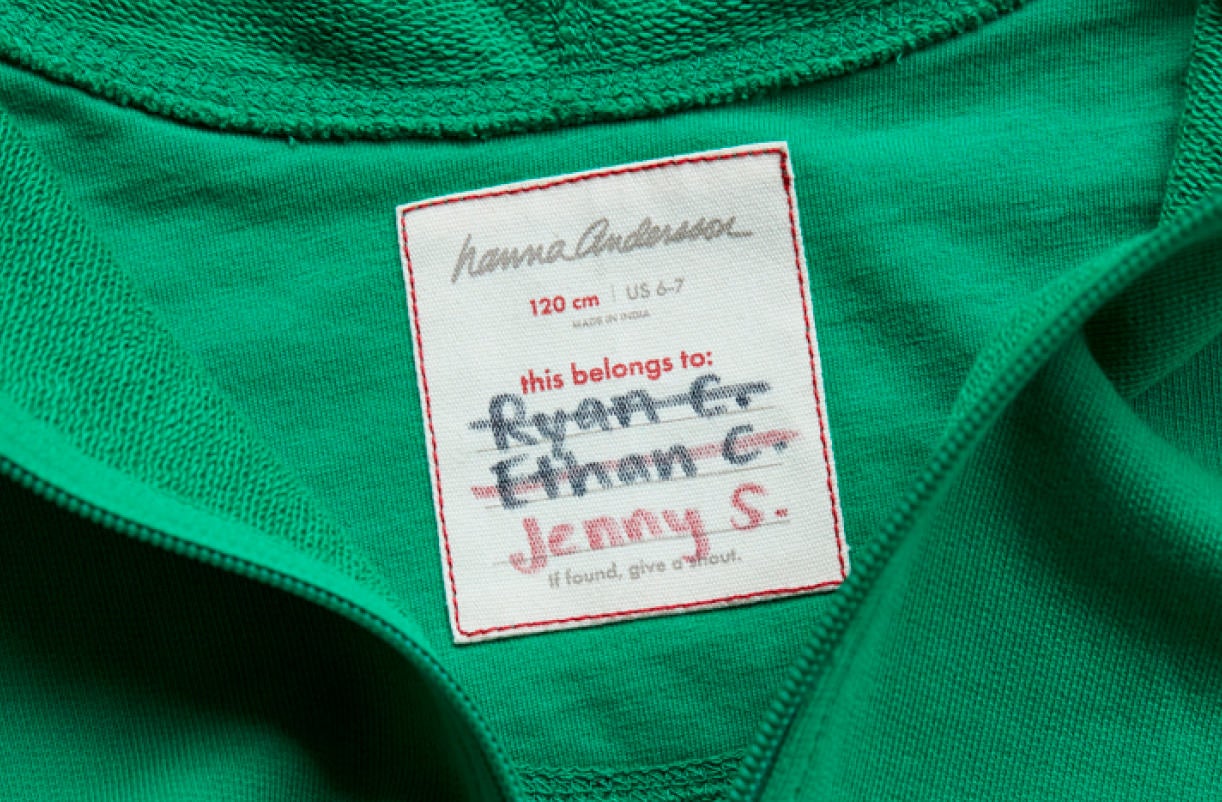 hanna Andersson
120 cm | US 6-7
MADE IN INDIA
this belongs to:
Ryan C.
Ethan C.
Jenny S.
If found, give a shout.